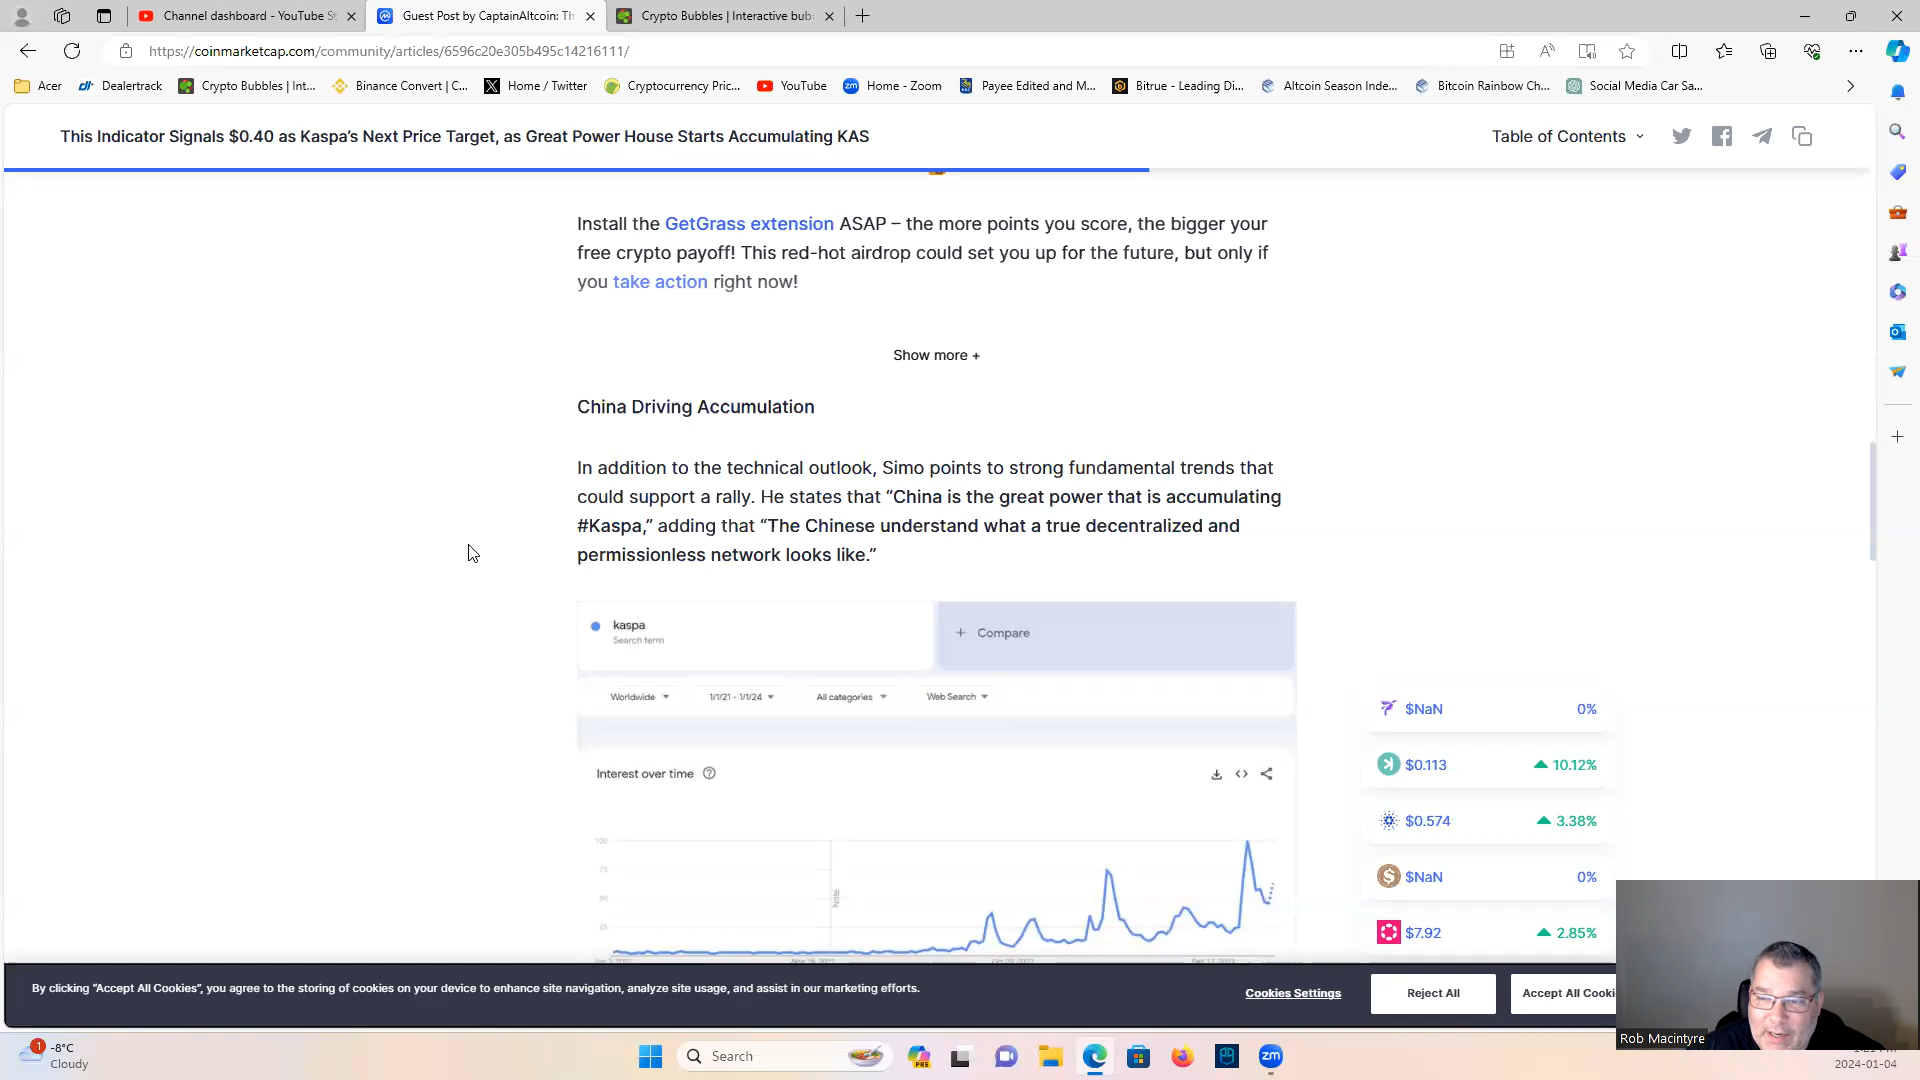 Channel dashboard - YouTube St
Guest Post by CaptainAltcoin: Th
Crypto Bubbles | Interactive bub
https://coinmarketcap.com/community/articles/6596c20e305b495c14216111/
Acer
Dealertrack
Crypto Bubbles | Int...
Binance Convert | C...
Home / Twitter
Cryptocurrency Pric...
YouTube
Home - Zoom
Payee Edited and M...
Bitrue - Leading Di...
Altcoin Season Inde...
Bitcoin Rainbow Ch...
Social Media Car Sa...
This Indicator Signals $0.40 as Kaspa's Next Price Target, as Great Power House Starts Accumulating KAS
Table of Contents
Install the GetGrass extension ASAP – the more points you score, the bigger your
free crypto payoff! This red-hot airdrop could set you up for the future, but only if
you take action right now!
Show more +
China Driving Accumulation
In addition to the technical outlook, Simo points to strong fundamental trends that
could support a rally. He states that “China is the great power that is accumulating
#Kaspa,” adding that “The Chinese understand what a true decentralized and
permissionless network looks like.”
kaspa
Search term
+ Compare
Worldwide
1/1/21 - 1/1/24
All categories
Web Search
Interest over time
100
75
50
25
Note
$NaN 0%
$0.113 10.12%
$0.574 3.38%
$NaN 0%
$7.92 2.85%
By clicking “Accept All Cookies”, you agree to the storing of cookies on your device to enhance site navigation, analyze site usage, and assist in our marketing efforts.
Cookies Settings
Reject All
Accept All Cooki
Rob Macintyre
1
-8°C
Cloudy
Search
PRE
zm
2024-01-04